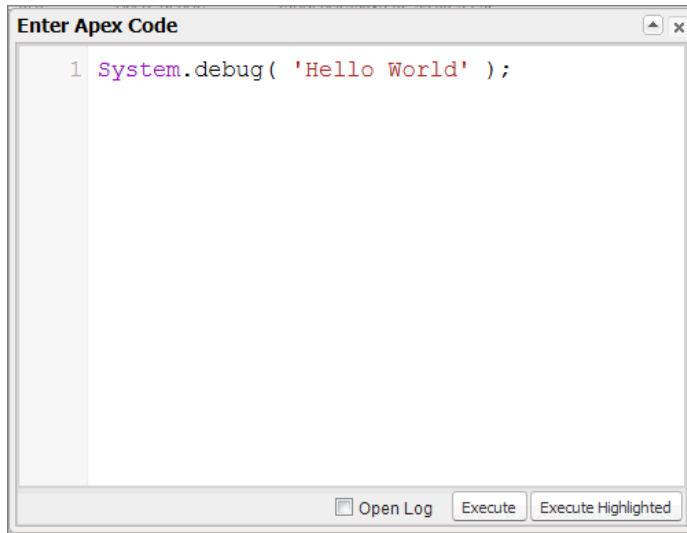 Enter Apex Code
1 System.debug( 'Hello World' );
Open Log Execute Execute Highlighted